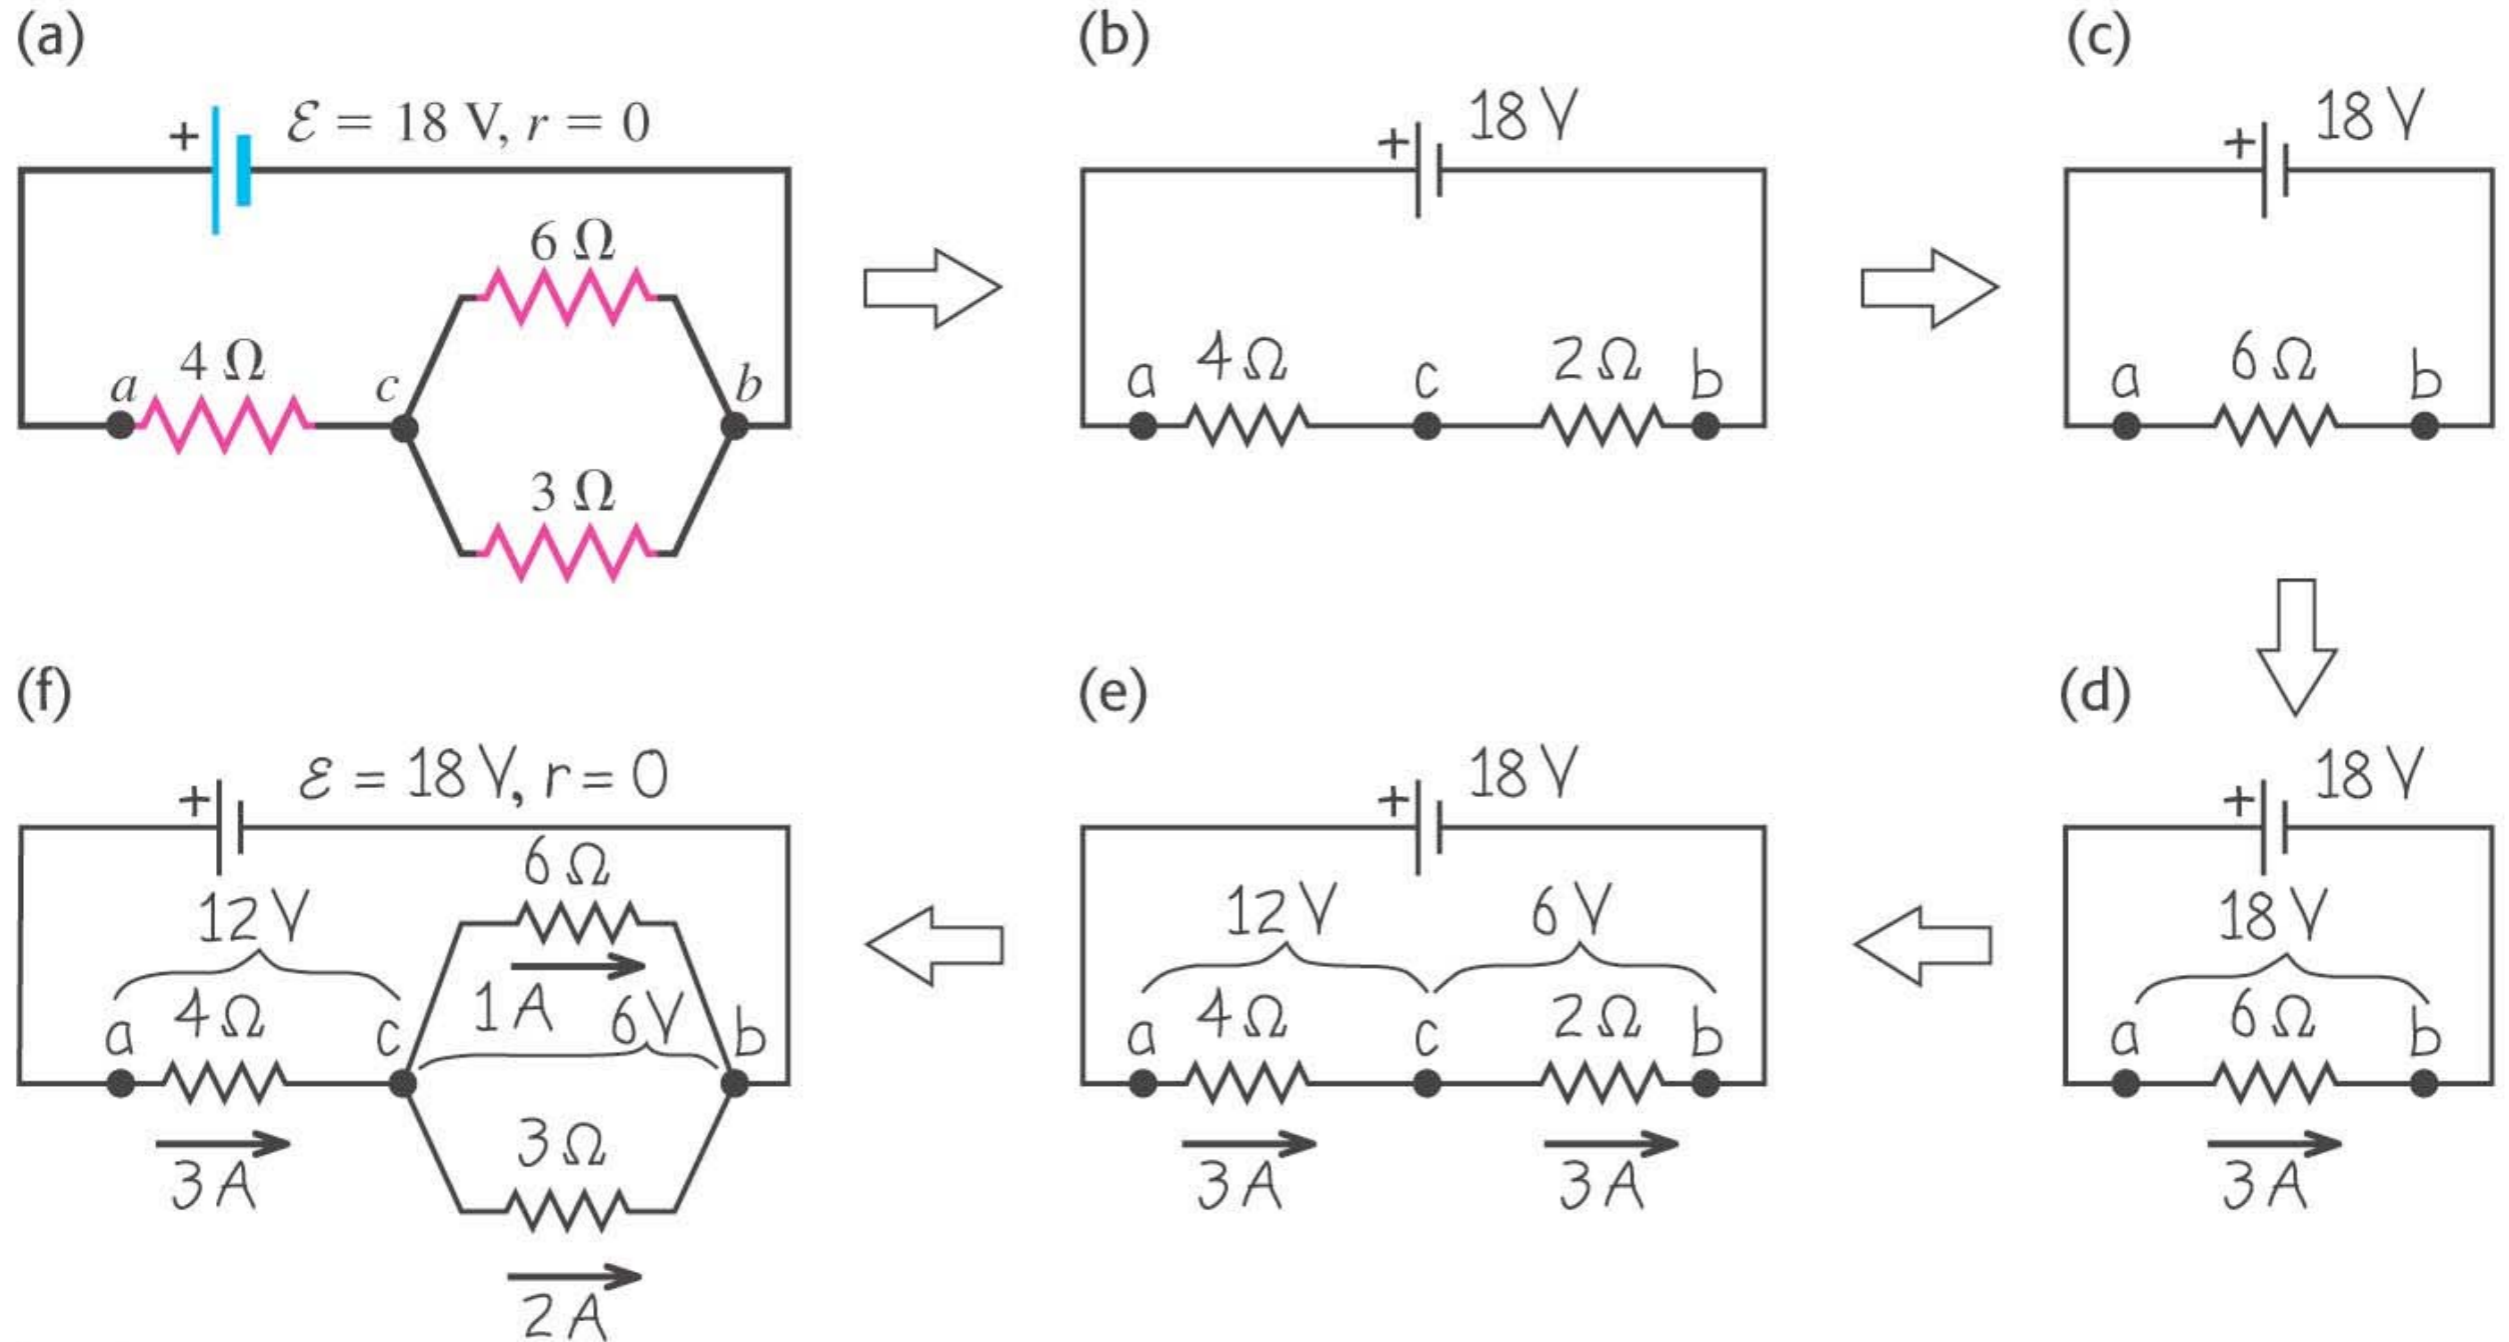 (a)
+ ℰ = 18 V, r = 0
6 Ω
4 Ω
a c b
3 Ω
(b)
+ 18 V
a 4 Ω c 2 Ω b
(c)
+ 18 V
a 6 Ω b
(f)
+ ℰ = 18 V, r = 0
6 Ω
12 V
1 A 6 V
a 4 Ω c b
3 Ω
3 A
2 A
(e)
+ 18 V
12 V 6 V
a 4 Ω c 2 Ω b
3 A 3 A
(d)
+ 18 V
18 V
a 6 Ω b
3 A